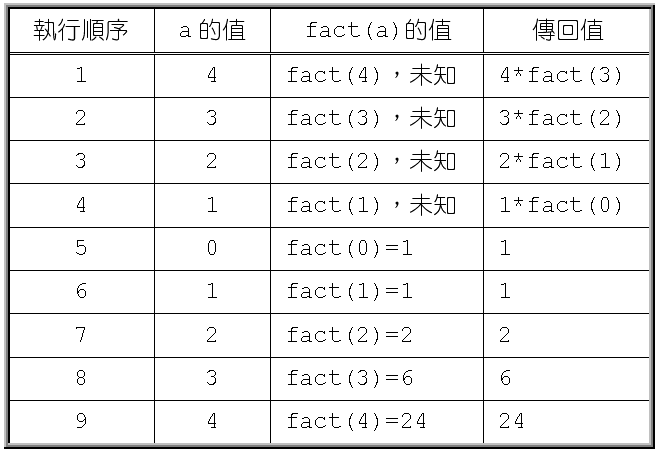 執行順序 a 的值 fact(a)的值 傳回值
1 4 fact(4),未知 4*fact(3)
2 3 fact(3),未知 3*fact(2)
3 2 fact(2),未知 2*fact(1)
4 1 fact(1),未知 1*fact(0)
5 0 fact(0)=1 1
6 1 fact(1)=1 1
7 2 fact(2)=2 2
8 3 fact(3)=6 6
9 4 fact(4)=24 24